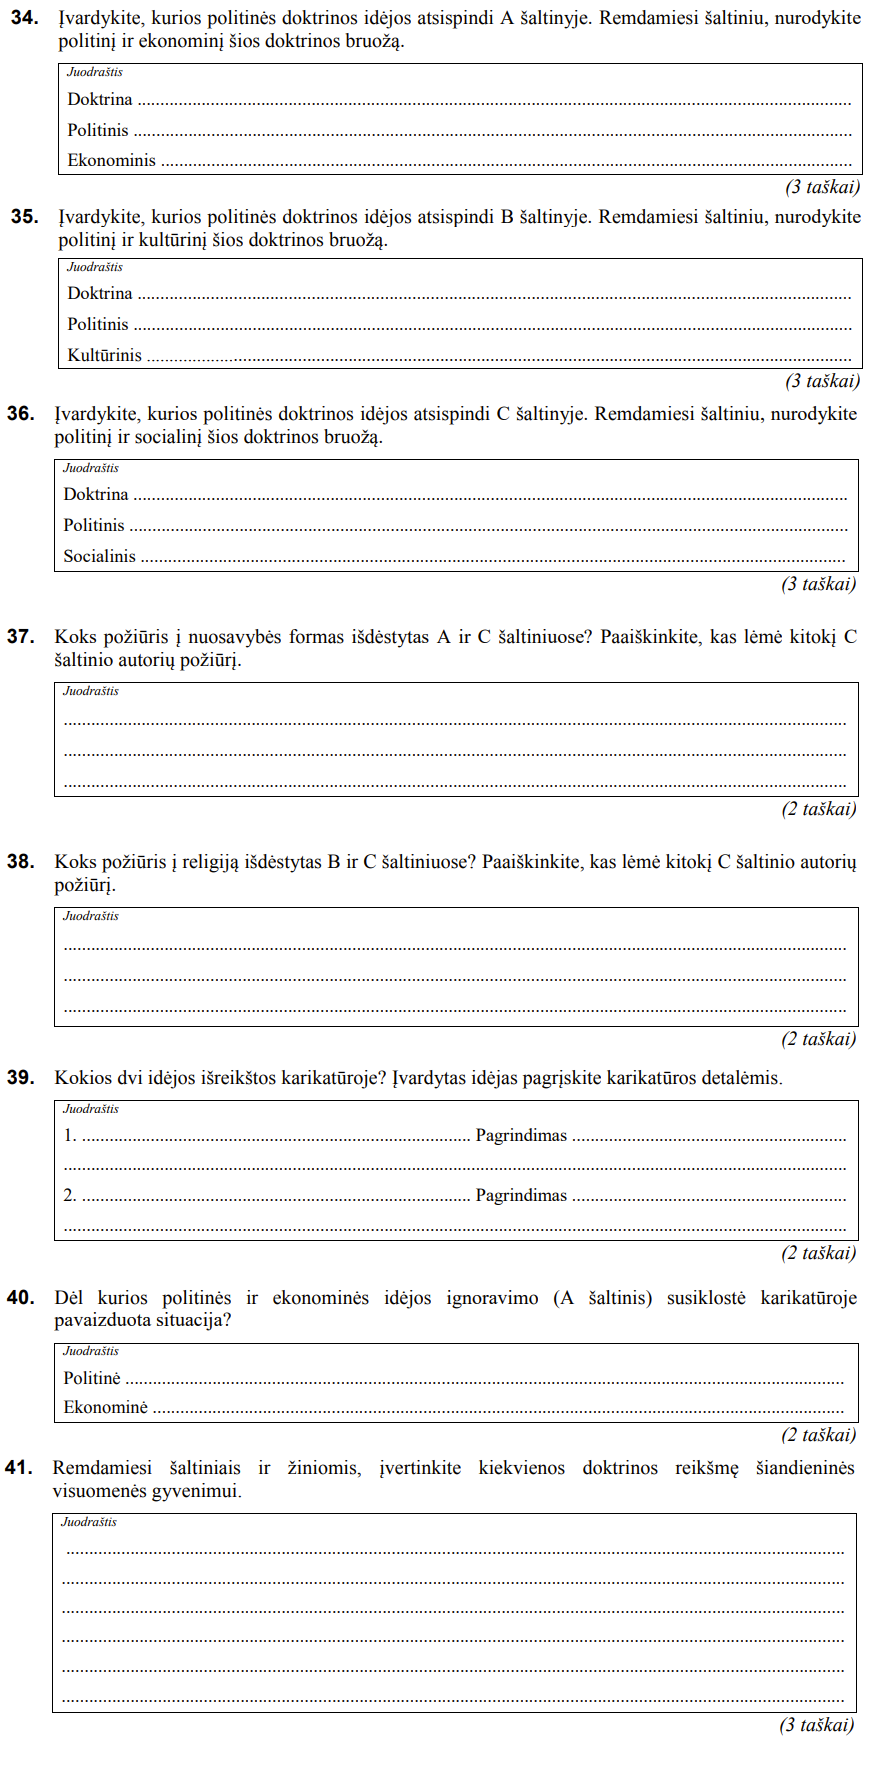 34. Įvardykite, kurios politinės doktrinos idėjos atsispindi A šaltinyje. Remdamiesi šaltiniu, nurodykite
politinį ir ekonominį šios doktrinos bruožą.
Juodraštis
Doktrina
Politinis
Ekonominis
(3 taškai)
35. Įvardykite, kurios politinės doktrinos idėjos atsispindi B šaltinyje. Remdamiesi šaltiniu, nurodykite
politinį ir kultūrinį šios doktrinos bruožą.
Juodraštis
Doktrina
Politinis
Kultūrinis
(3 taškai)
36. Įvardykite, kurios politinės doktrinos idėjos atsispindi C šaltinyje. Remdamiesi šaltiniu, nurodykite
politinį ir socialinį šios doktrinos bruožą.
Juodraštis
Doktrina
Politinis
Socialinis
(3 taškai)
37. Koks požiūris į nuosavybės formas išdėstytas A ir C šaltiniuose? Paaiškinkite, kas lėmė kitokį C
šaltinio autorių požiūrį.
Juodraštis
(2 taškai)
38. Koks požiūris į religiją išdėstytas B ir C šaltiniuose? Paaiškinkite, kas lėmė kitokį C šaltinio autorių
požiūrį.
Juodraštis
(2 taškai)
39. Kokios dvi idėjos išreikštos karikatūroje? Įvardytas idėjas pagrįskite karikatūros detalėmis.
Juodraštis
1. Pagrindimas
2. Pagrindimas
(2 taškai)
40. Dėl kurios politinės ir ekonominės idėjos ignoravimo (A šaltinis) susiklostė karikatūroje
pavaizduota situacija?
Juodraštis
Politinė
Ekonominė
(2 taškai)
41. Remdamiesi šaltiniais ir žiniomis, įvertinkite kiekvienos doktrinos reikšmę šiandieninės
visuomenės gyvenimui.
Juodraštis
(3 taškai)